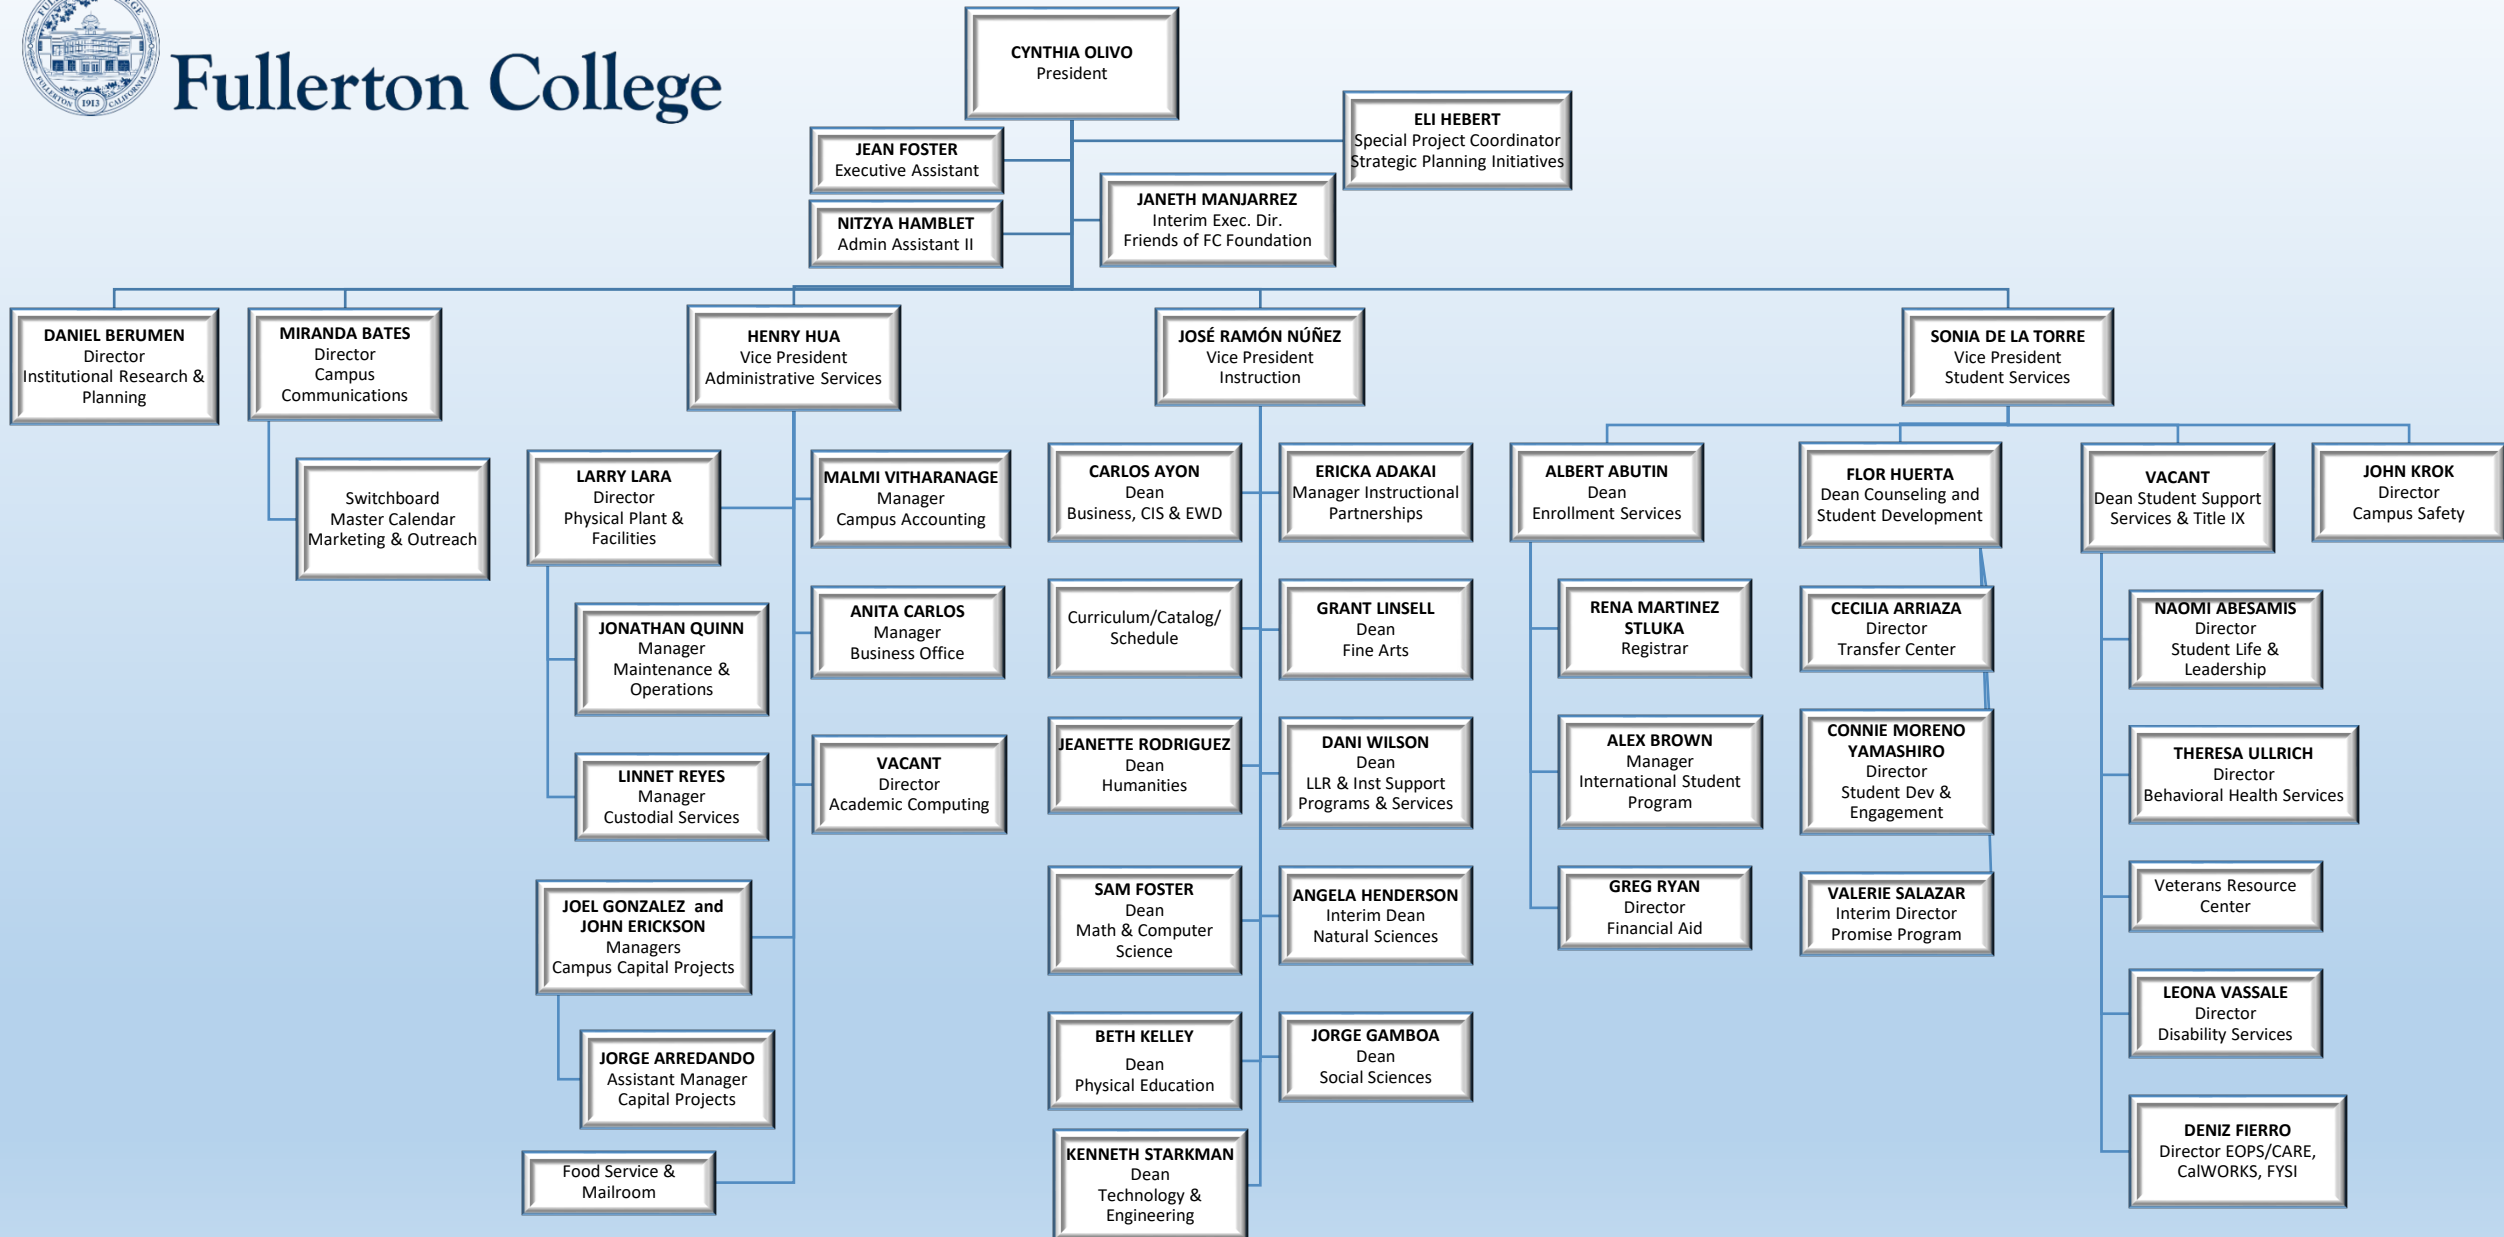 1913
Fullerton College
CYNTHIA OLIVO
President
ELI HEBERT
Special Project Coordinator
Strategic Planning Initiatives
JEAN FOSTER
Executive Assistant
JANETH MANJARREZ
Interim Exec. Dir.
Friends of FC Foundation
NITZYA HAMBLET
Admin Assistant II
DANIEL BERUMEN
Director
Institutional Research &
Planning
MIRANDA BATES
Director
Campus
Communications
Switchboard
Master Calendar
Marketing & Outreach
HENRY HUA
Vice President
Administrative Services
LARRY LARA
Director
Physical Plant &
Facilities
JONATHAN QUINN
Manager
Maintenance &
Operations
LINNET REYES
Manager
Custodial Services
JOEL GONZALEZ and
JOHN ERICKSON
Managers
Campus Capital Projects
JORGE ARREDANDO
Assistant Manager
Capital Projects
Food Service &
Mailroom
MALMI VITHARANAGE
Manager
Campus Accounting
ANITA CARLOS
Manager
Business Office
VACANT
Director
Academic Computing
JOSÉ RAMÓN NÚÑEZ
Vice President
Instruction
CARLOS AYON
Dean
Business, CIS & EWD
ERICKA ADAKAI
Manager Instructional
Partnerships
Curriculum/Catalog/
Schedule
GRANT LINSELL
Dean
Fine Arts
JEANETTE RODRIGUEZ
Dean
Humanities
DANI WILSON
Dean
LLR & Inst Support
Programs & Services
SAM FOSTER
Dean
Math & Computer
Science
ANGELA HENDERSON
Interim Dean
Natural Sciences
BETH KELLEY
Dean
Physical Education
JORGE GAMBOA
Dean
Social Sciences
KENNETH STARKMAN
Dean
Technology &
Engineering
SONIA DE LA TORRE
Vice President
Student Services
ALBERT ABUTIN
Dean
Enrollment Services
RENA MARTINEZ
STLUKA
Registrar
ALEX BROWN
Manager
International Student
Program
GREG RYAN
Director
Financial Aid
FLOR HUERTA
Dean Counseling and
Student Development
CECILIA ARRIAZA
Director
Transfer Center
CONNIE MORENO
YAMASHIRO
Director
Student Dev &
Engagement
VALERIE SALAZAR
Interim Director
Promise Program
VACANT
Dean Student Support
Services & Title IX
NAOMI ABESAMIS
Director
Student Life &
Leadership
THERESA ULLRICH
Director
Behavioral Health Services
Veterans Resource
Center
LEONA VASSALE
Director
Disability Services
DENIZ FIERRO
Director EOPS/CARE,
CalWORKS, FYSI
JOHN KROK
Director
Campus Safety